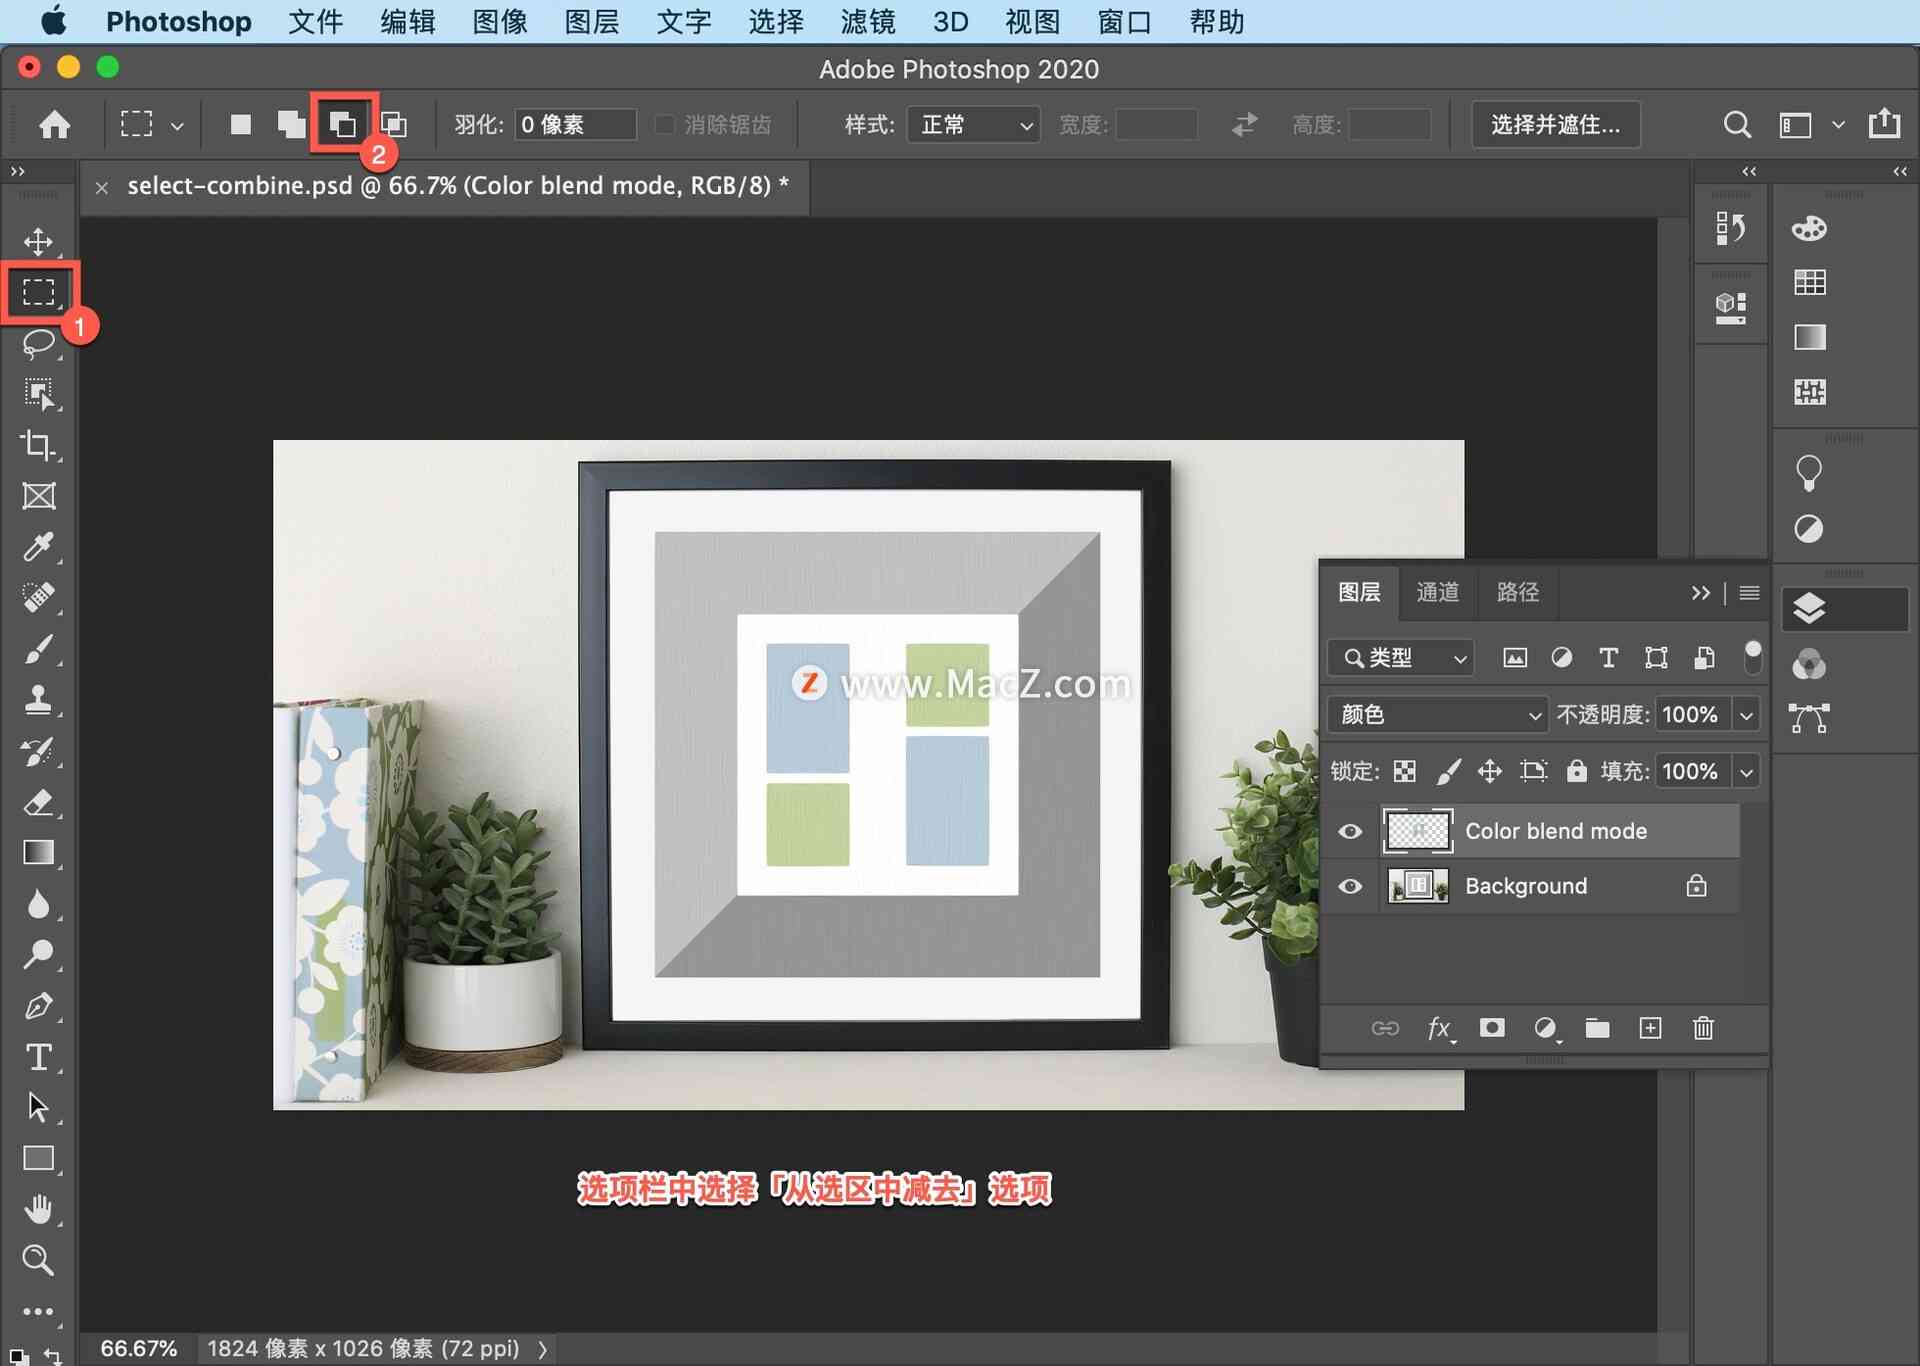 Photoshop 文件 编辑 图像 图层 文字 选择 滤镜 3D 视图 窗口 帮助
Adobe Photoshop 2020
羽化: 0 像素 消除锯齿 样式: 正常 宽度: 高度: 选择并遮住...
2
select-combine.psd @ 66.7% (Color blend mode, RGB/8) *
1
图层 通道 路径
类型
Z www.MacZ.com
颜色 不透明度: 100%
锁定: 填充: 100%
Color blend mode
Background
fx
选项栏中选择「从选区中减去」选项
66.67% 1824 像素 x 1026 像素 (72 ppi)